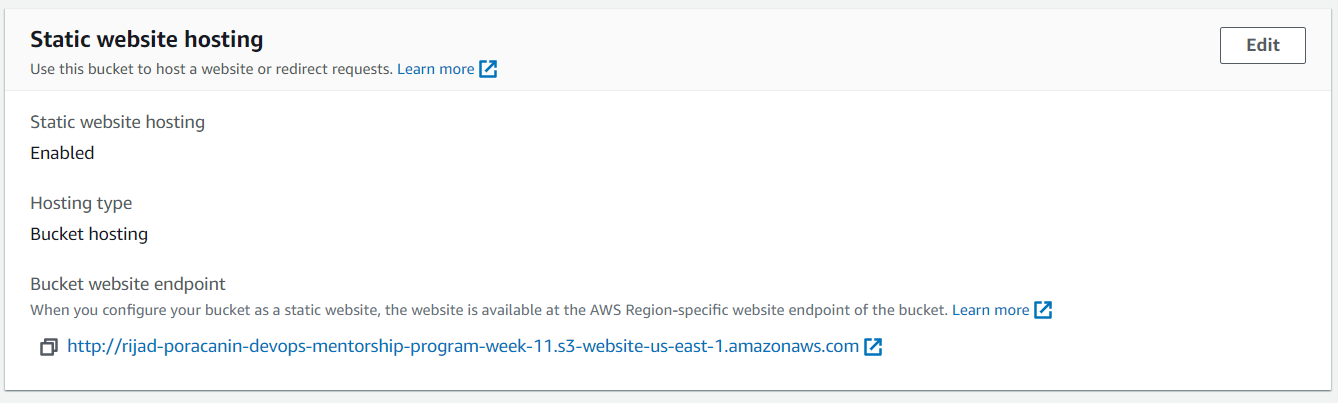 Static website hosting
Edit
Use this bucket to host a website or redirect requests. Learn more
Static website hosting
Enabled
Hosting type
Bucket hosting
Bucket website endpoint
When you configure your bucket as a static website, the website is available at the AWS Region-specific website endpoint of the bucket. Learn more
http://rijad-poracanin-devops-mentorship-program-week-11.s3-website-us-east-1.amazonaws.com